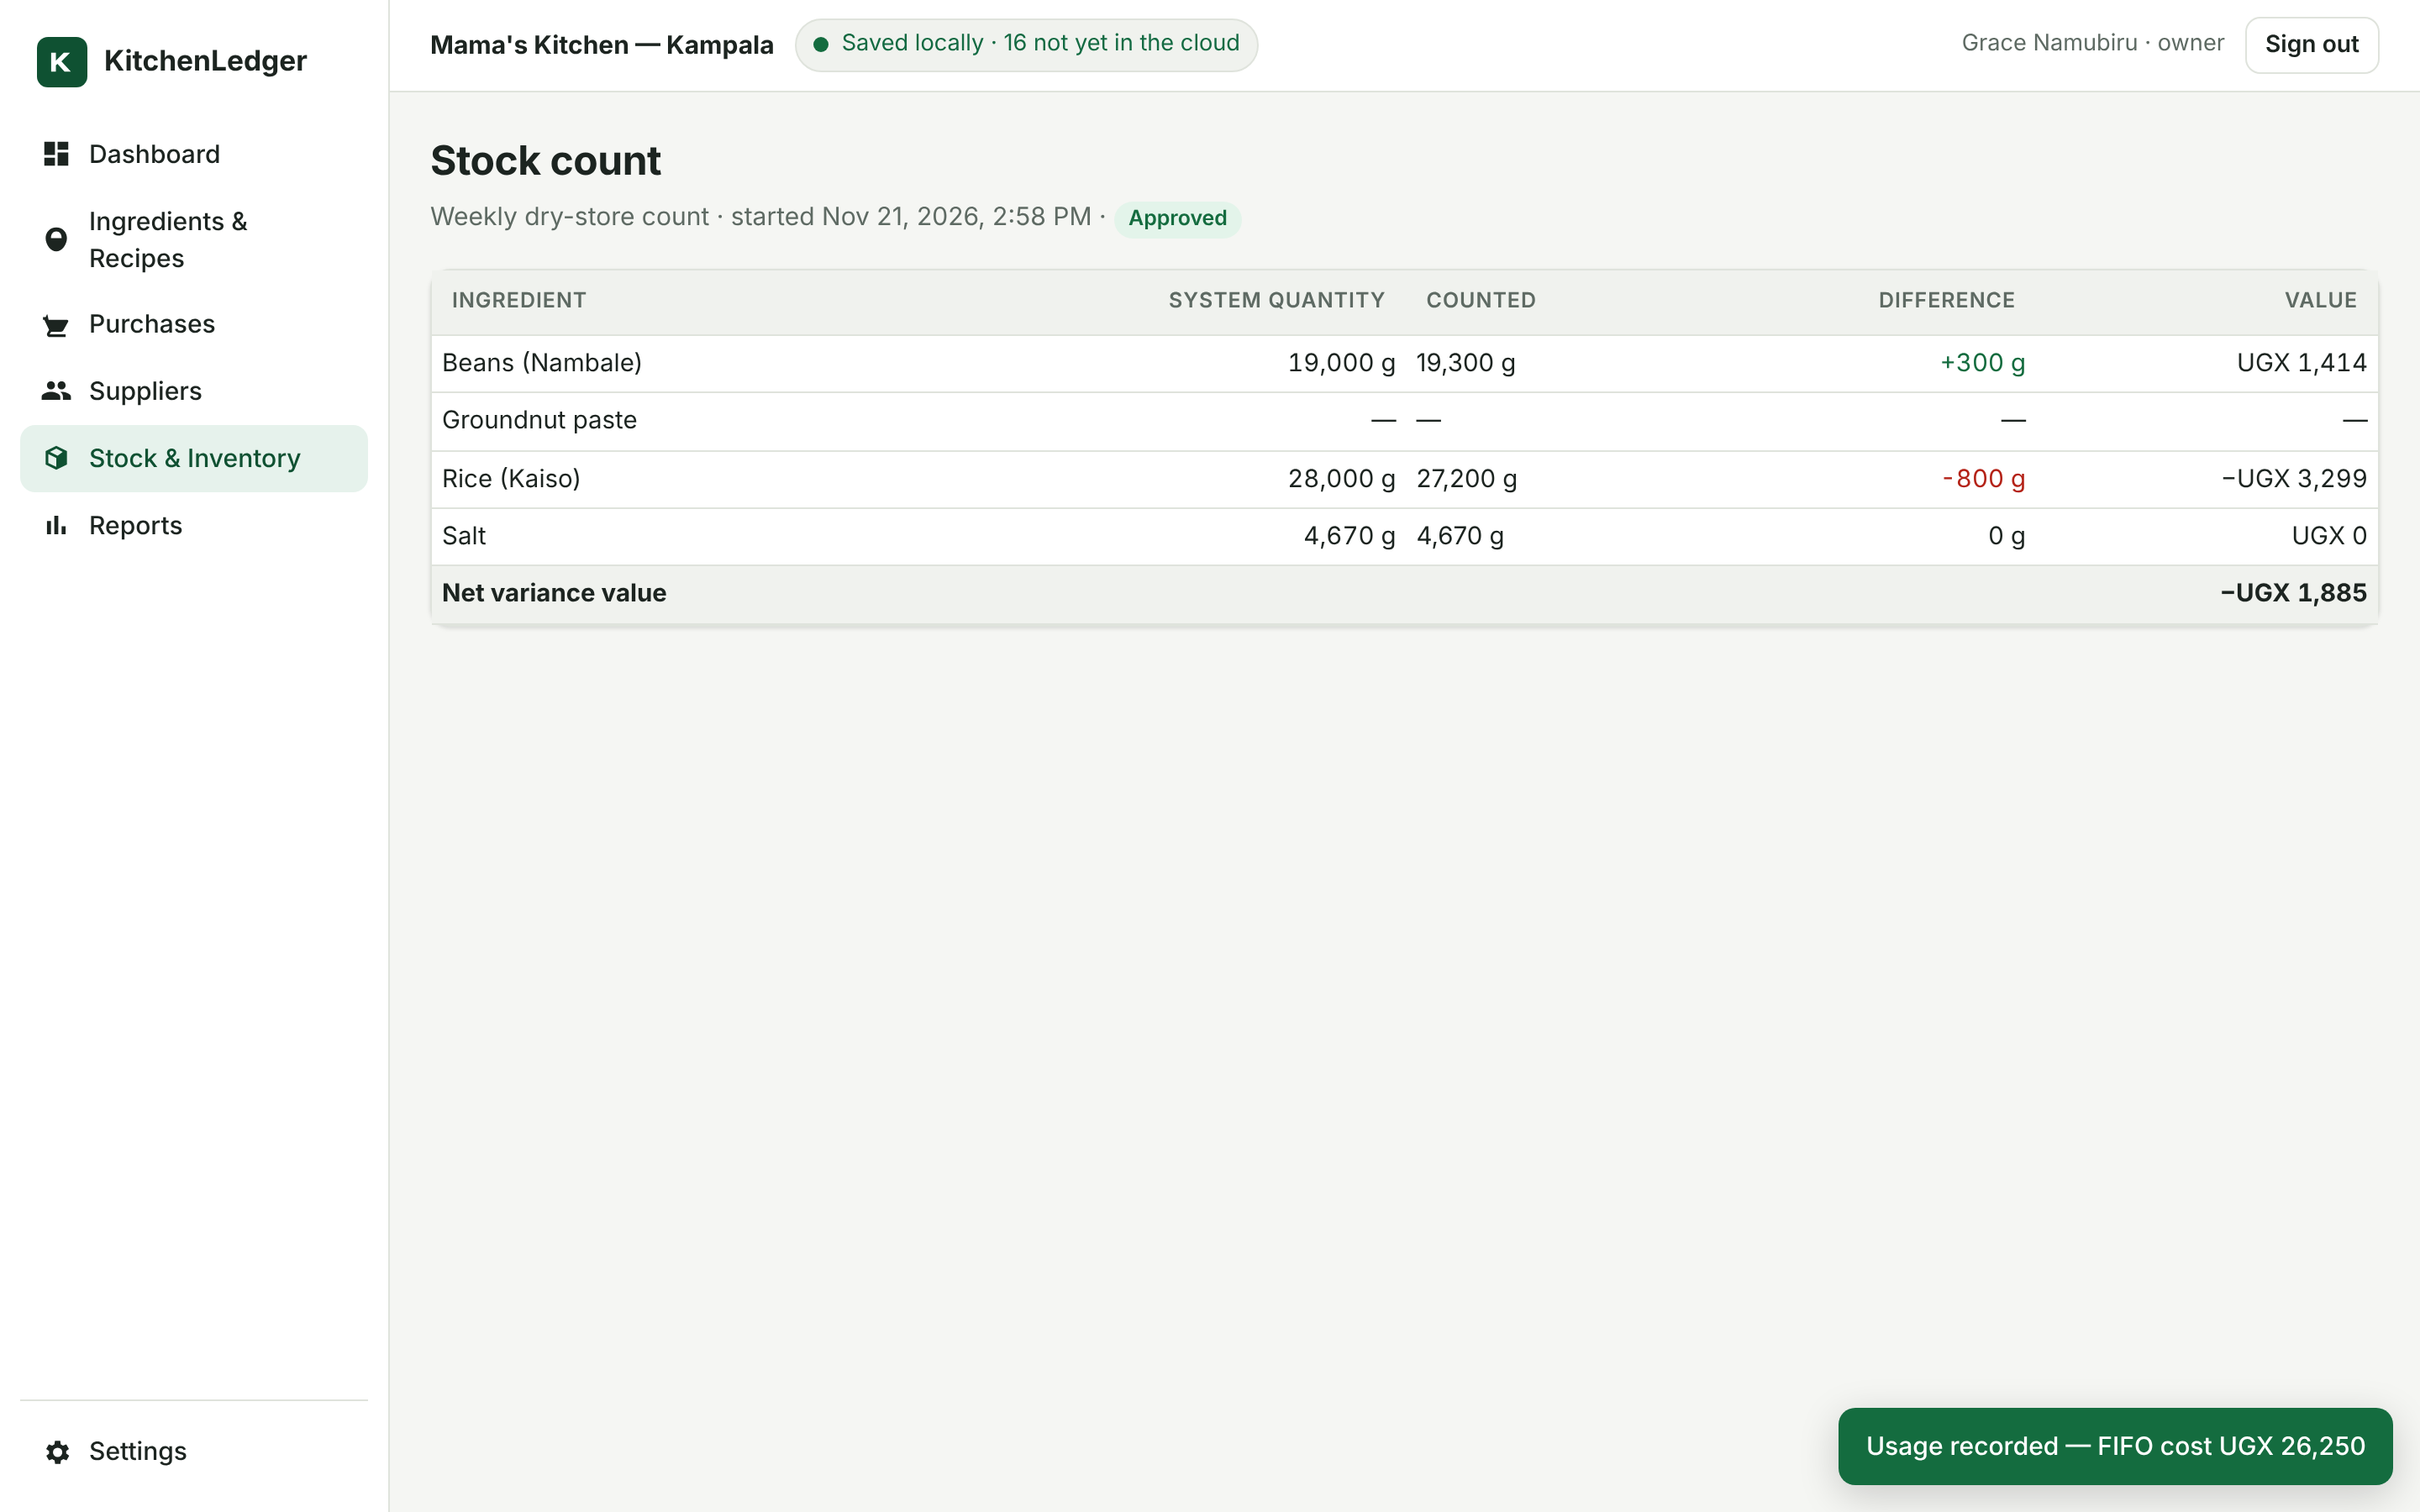 K KitchenLedger
Dashboard
Ingredients &
Recipes
Purchases
Suppliers
Stock & Inventory
Reports
Settings
Mama's Kitchen — Kampala
Saved locally · 16 not yet in the cloud
Grace Namubiru · owner
Sign out
Stock count
Weekly dry-store count · started Nov 21, 2026, 2:58 PM · Approved
INGREDIENT SYSTEM QUANTITY COUNTED DIFFERENCE VALUE
Beans (Nambale) 19,000 g 19,300 g +300 g UGX 1,414
Groundnut paste — — — —
Rice (Kaiso) 28,000 g 27,200 g -800 g −UGX 3,299
Salt 4,670 g 4,670 g 0 g UGX 0
Net variance value −UGX 1,885
Usage recorded — FIFO cost UGX 26,250